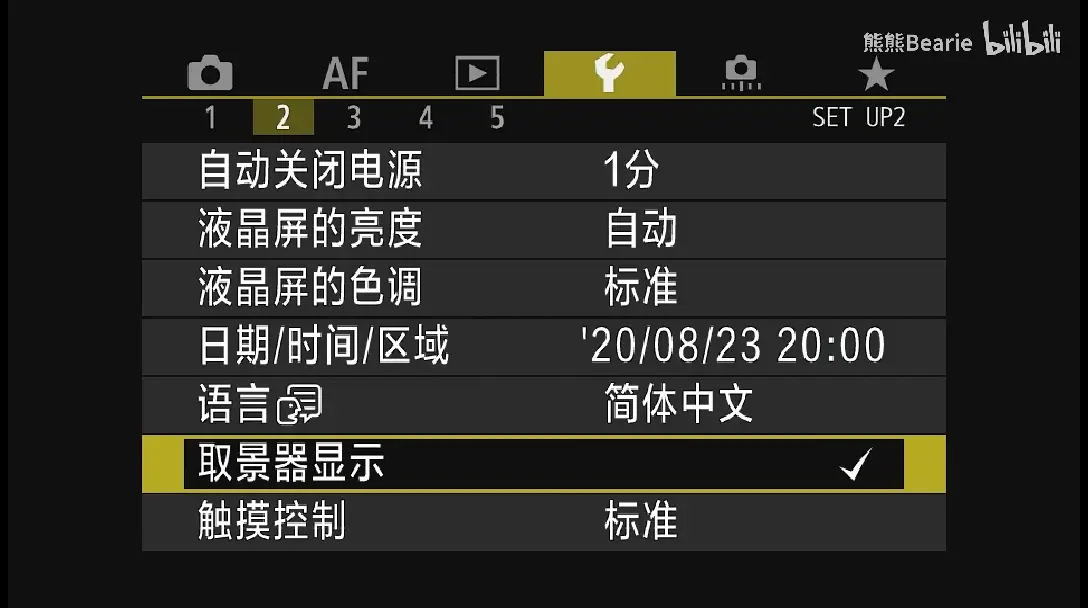 熊熊Bearie bilibili
AF
1 2 3 4 5 SET UP2
自动关闭电源 1分
液晶屏的亮度 自动
液晶屏的色调 标准
日期/时间/区域 '20/08/23 20:00
语言 简体中文
取景器显示
触摸控制 标准